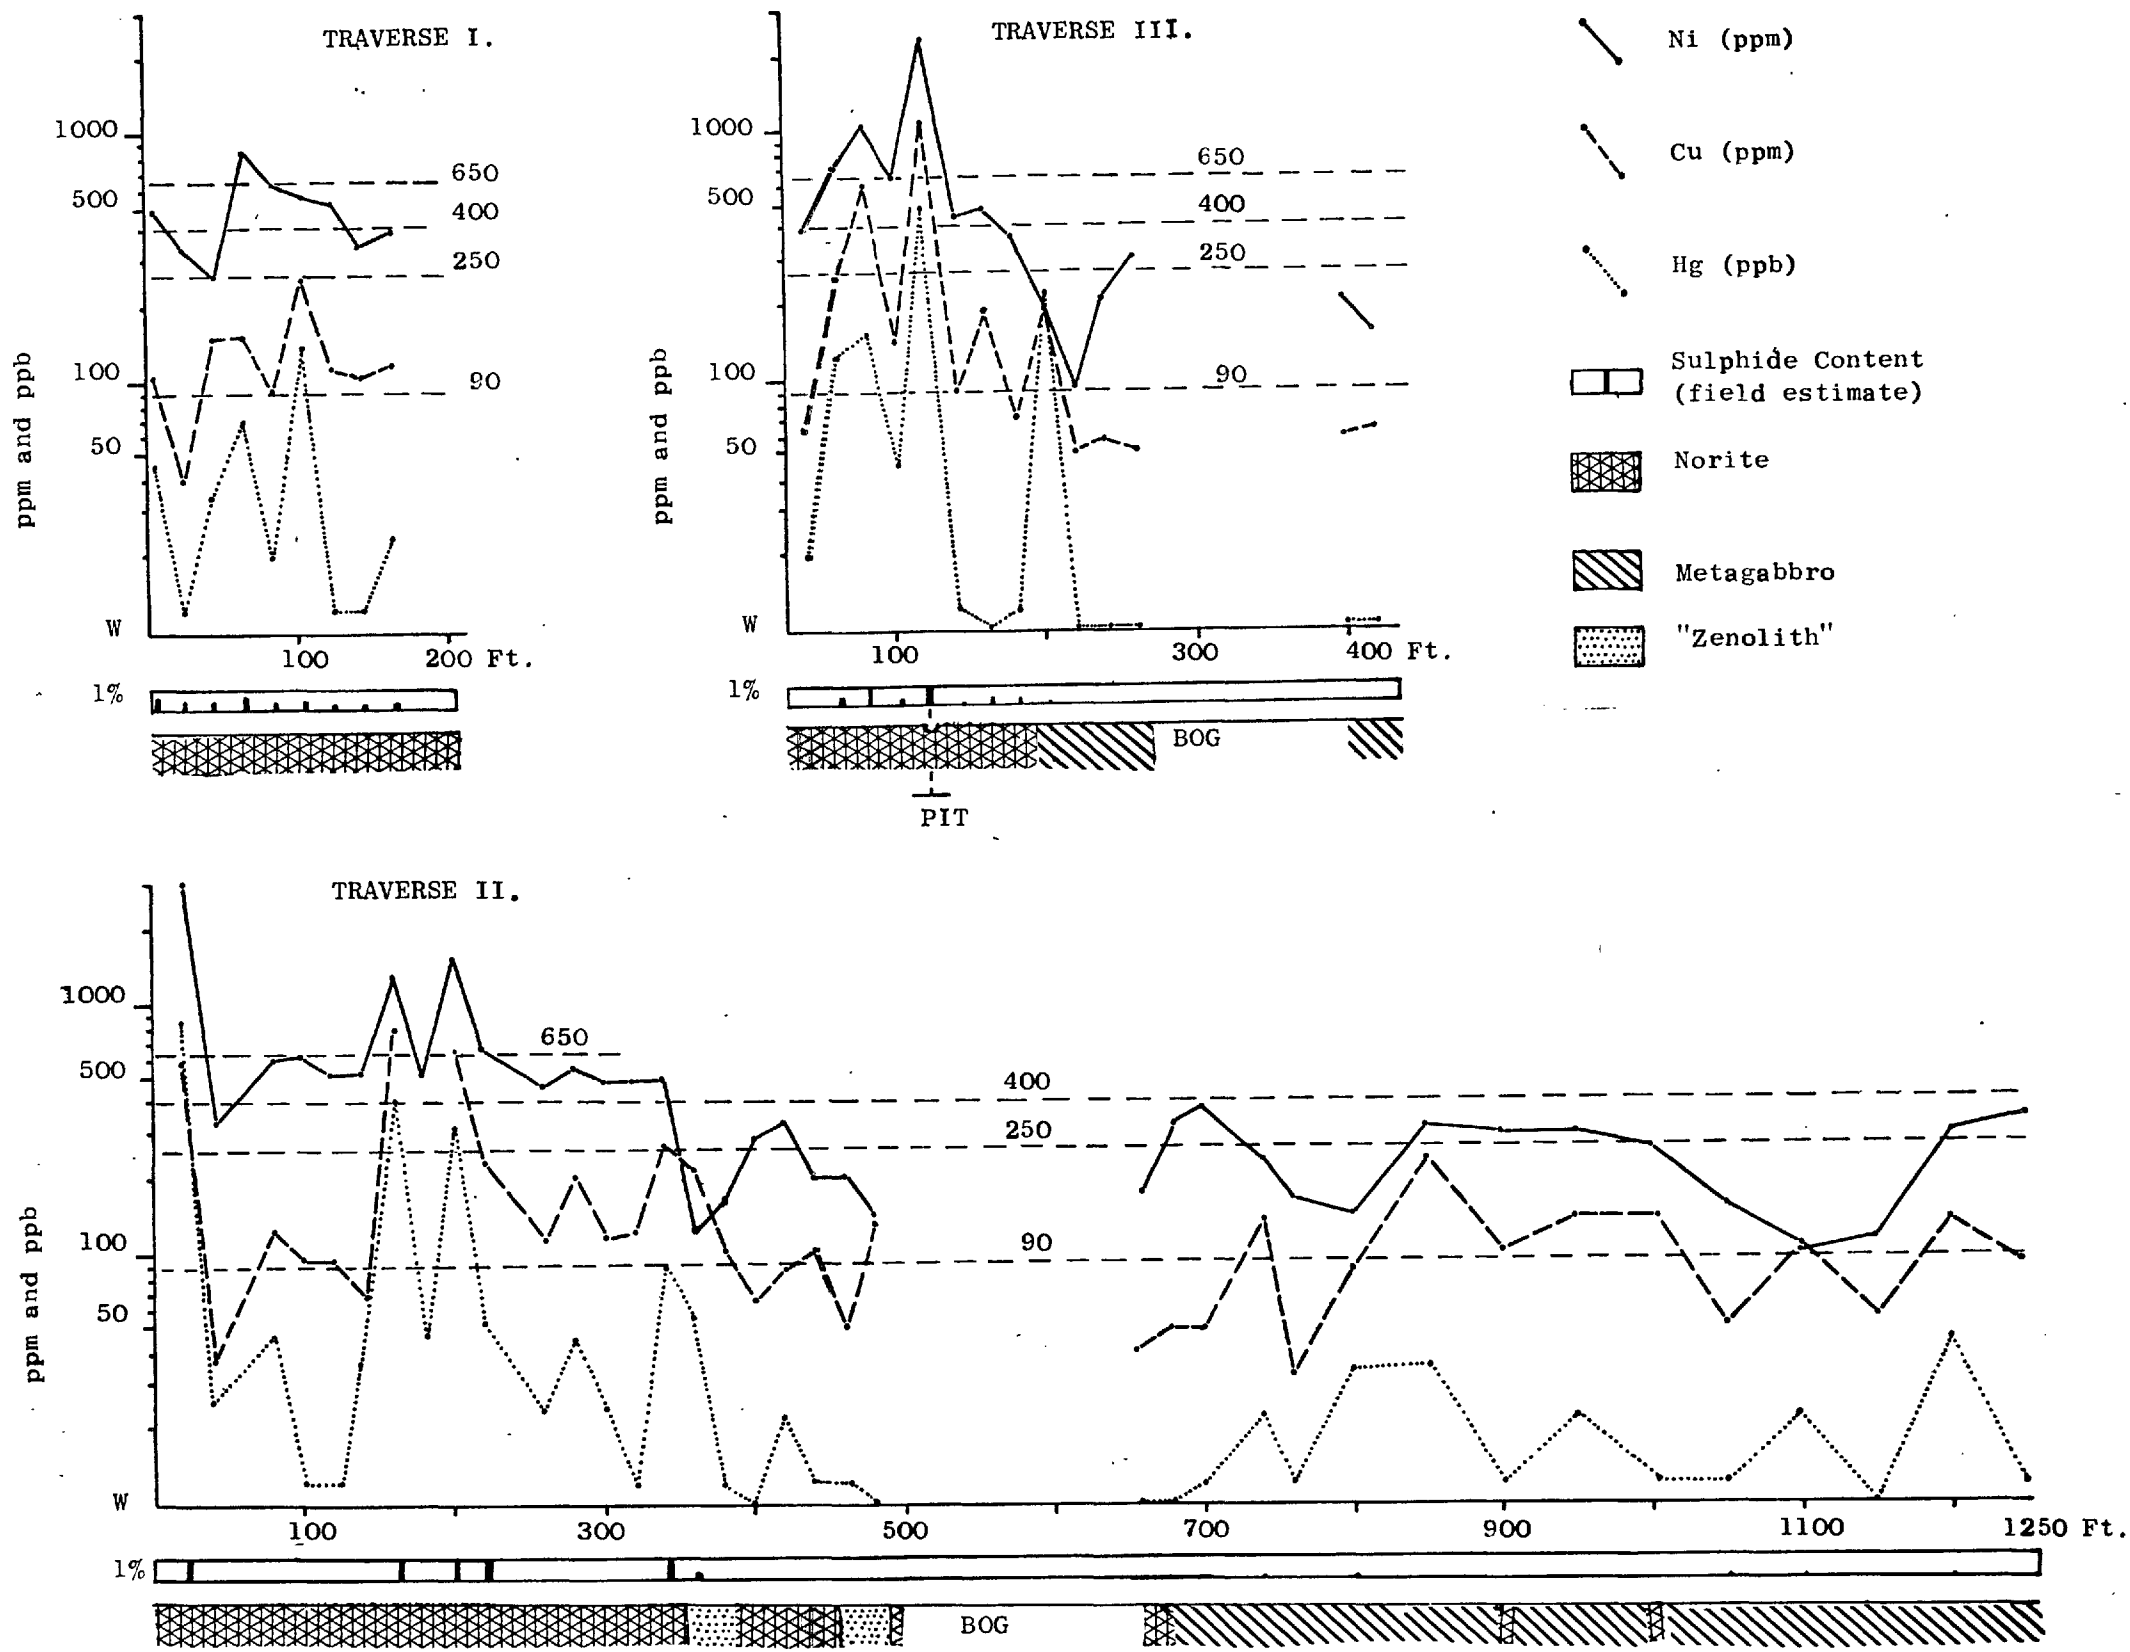 TRAVERSE I.
1000
500
100
50
W
650
400
250
90
ppm and ppb
100 200 Ft.
1%
TRAVERSE III.
1000
500
100
50
W
650
400
250
90
ppm and ppb
100 300 400 Ft.
1%
BOG
PIT
Ni (ppm)
Cu (ppm)
Hg (ppb)
Sulphide Content
(field estimate)
Norite
Metagabbro
"Zenolith"
TRAVERSE II.
1000
500
100
50
W
650
400
250
90
ppm and ppb
100 300 500 700 900 1100 1250 Ft.
1%
BOG